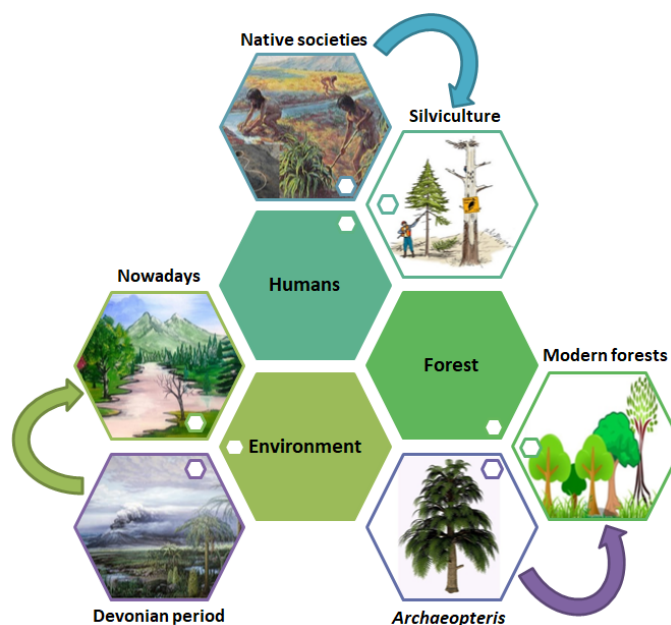 Native societies
Silviculture
Nowadays
Humans
Forest
Modern forests
Environment
Devonian period
Archaeopteris